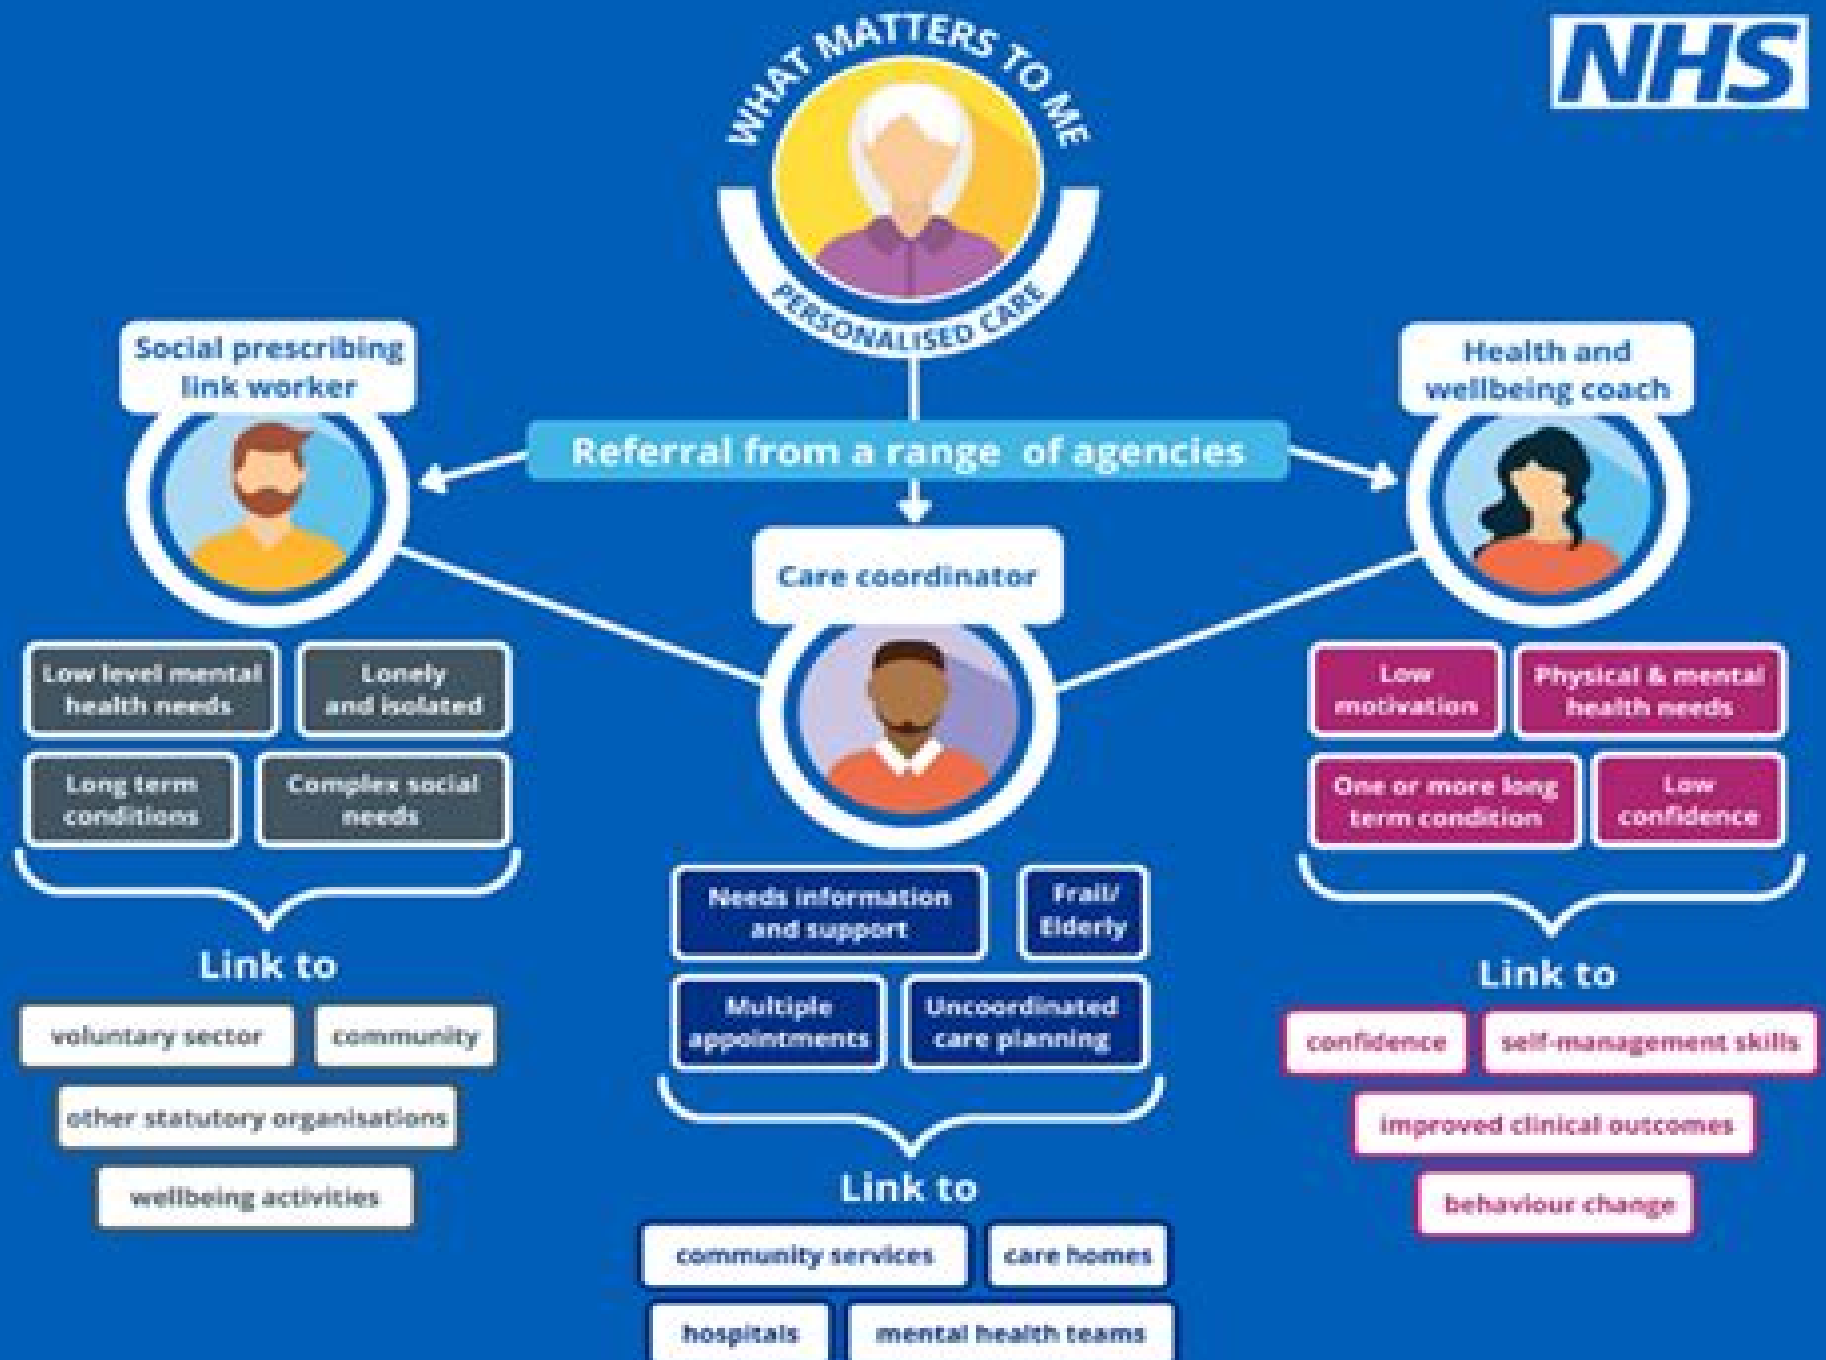 WHAT MATTERS TO ME
NHS
PERSONALISED CARE
Referral from a range of agencies
Social prescribing
link worker
Low level mental
health needs
Lonely
and isolated
Long term
conditions
Complex social
needs
Link to
voluntary sector
community
other statutory organisations
wellbeing activities
Care coordinator
Needs information
and support
Frail/
Elderly
Multiple
appointments
Uncoordinated
care planning
Link to
community services
care homes
hospitals
mental health teams
Health and
wellbeing coach
Low
motivation
Physical & mental
health needs
One or more long
term condition
Low
confidence
Link to
confidence
self-management skills
improved clinical outcomes
behaviour change